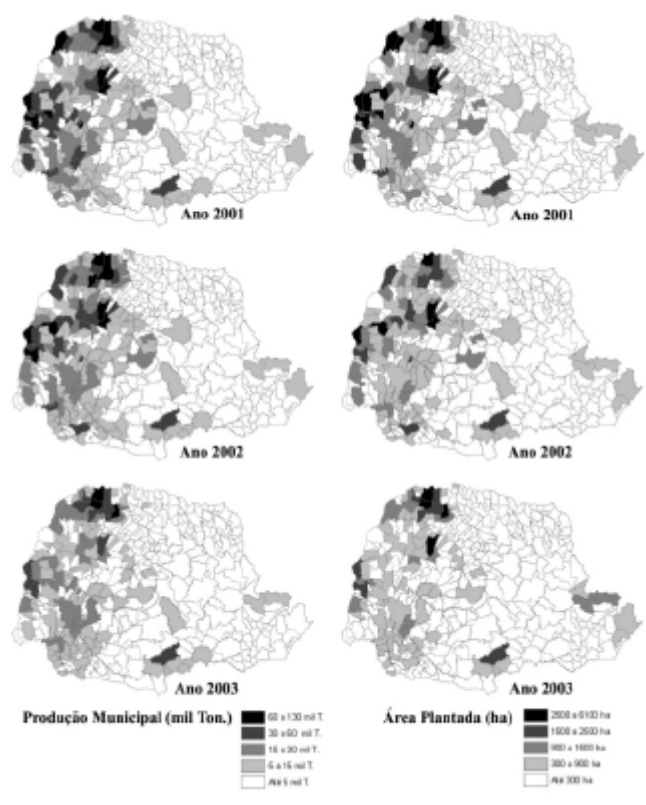 Ano 2001
Ano 2001
Ano 2002
Ano 2002
Ano 2003
Ano 2003
Produção Municipal (mil Ton.)
60 a 130 mil T.
30 a 60 mil T.
15 a 30 mil T.
5 a 15 mil T.
Até 5 mil T.
Área Plantada (ha)
2500 a 5100 ha
1500 a 2500 ha
900 a 1500 ha
300 a 900 ha
Até 300 ha